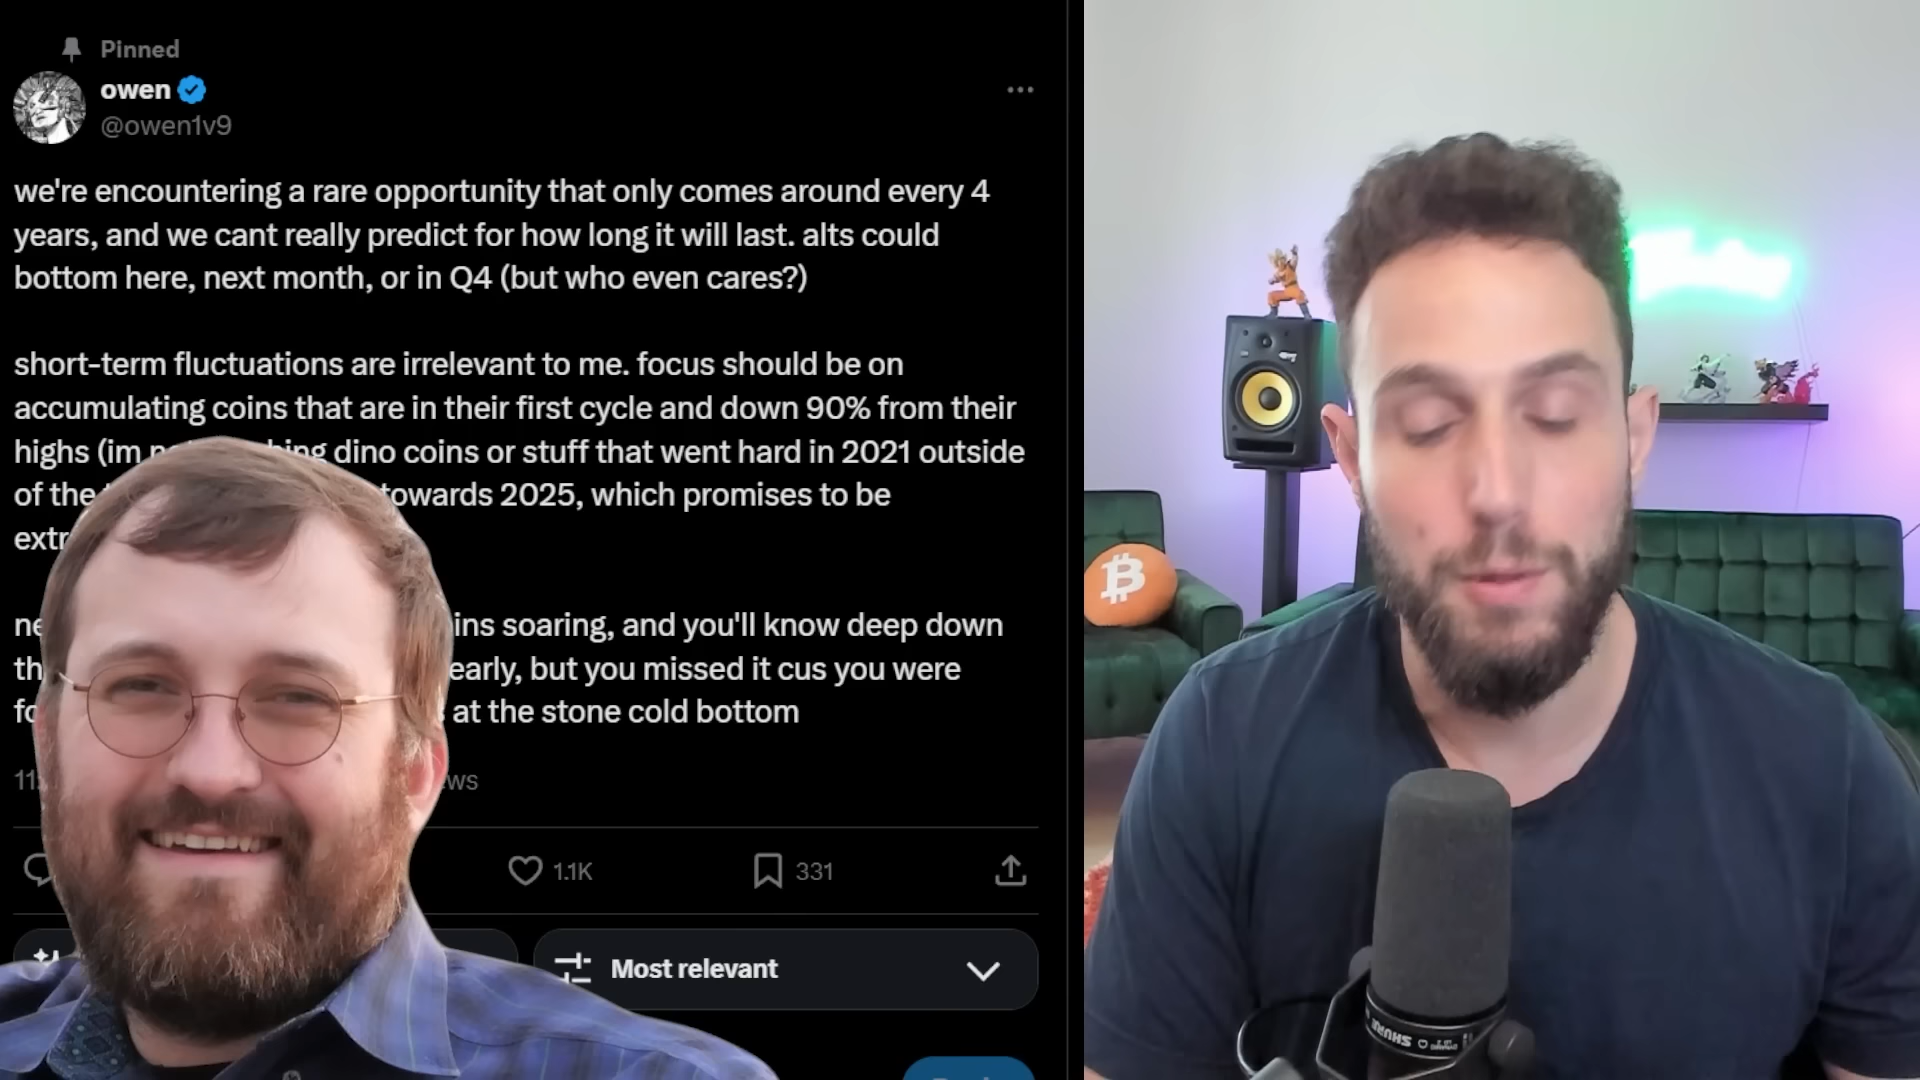 Pinned
owen
@owen1v9
we're encountering a rare opportunity that only comes around every 4
years, and we cant really predict for how long it will last. alts could
bottom here, next month, or in Q4 (but who even cares?)
short-term fluctuations are irrelevant to me. focus should be on
accumulating coins that are in their first cycle and down 90% from their
highs (im dino coins or stuff that went hard in 2021 outside
of the towards 2025, which promises to be
soaring, and you'll know deep down
early, but you missed it cus you were
at the stone cold bottom
1.1K
331
Most relevant
SHURE